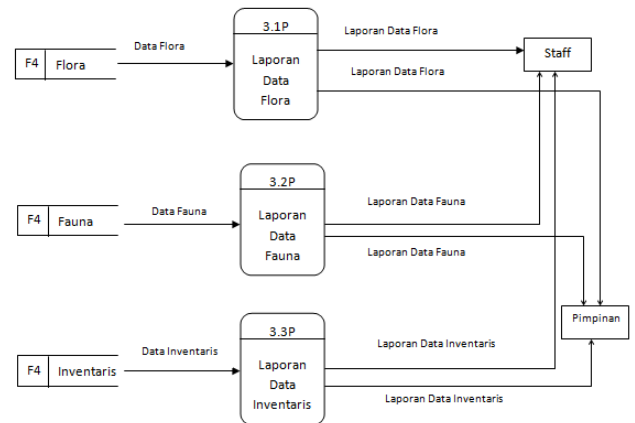 3.1P
Laporan Data Flora
Data Flora
Staff
F4 Flora
Laporan
Data
Flora
Laporan Data Flora
3.2P
Laporan Data Fauna
Data Fauna
F4 Fauna
Laporan
Data
Fauna
Laporan Data Fauna
Pimpinan
3.3P
Laporan Data Inventaris
Data Inventaris
F4 Inventaris
Laporan
Data
Inventaris
Laporan Data Inventaris